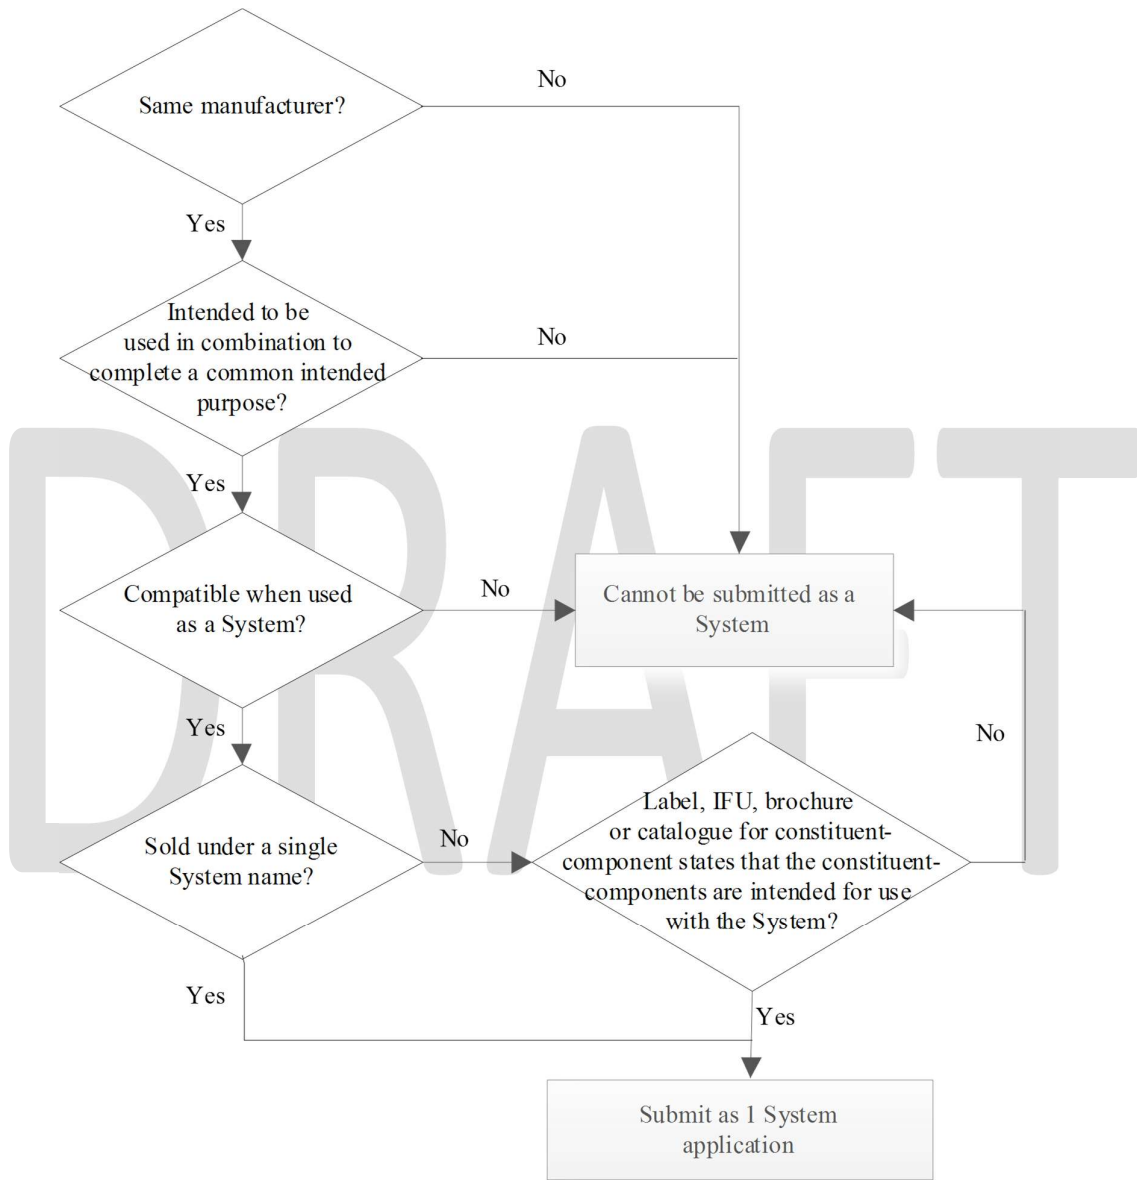 Same manufacturer?
No
Yes
Intended to be
used in combination to
complete a common intended
purpose?
No
Yes
Compatible when used
as a System?
No
Cannot be submitted as a
System
Yes
Sold under a single
System name?
No
Label, IFU, brochure
or catalogue for constituent-
component states that the constituent-
components are intended for use
with the System?
No
Yes
Yes
Submit as 1 System
application
DRAFT